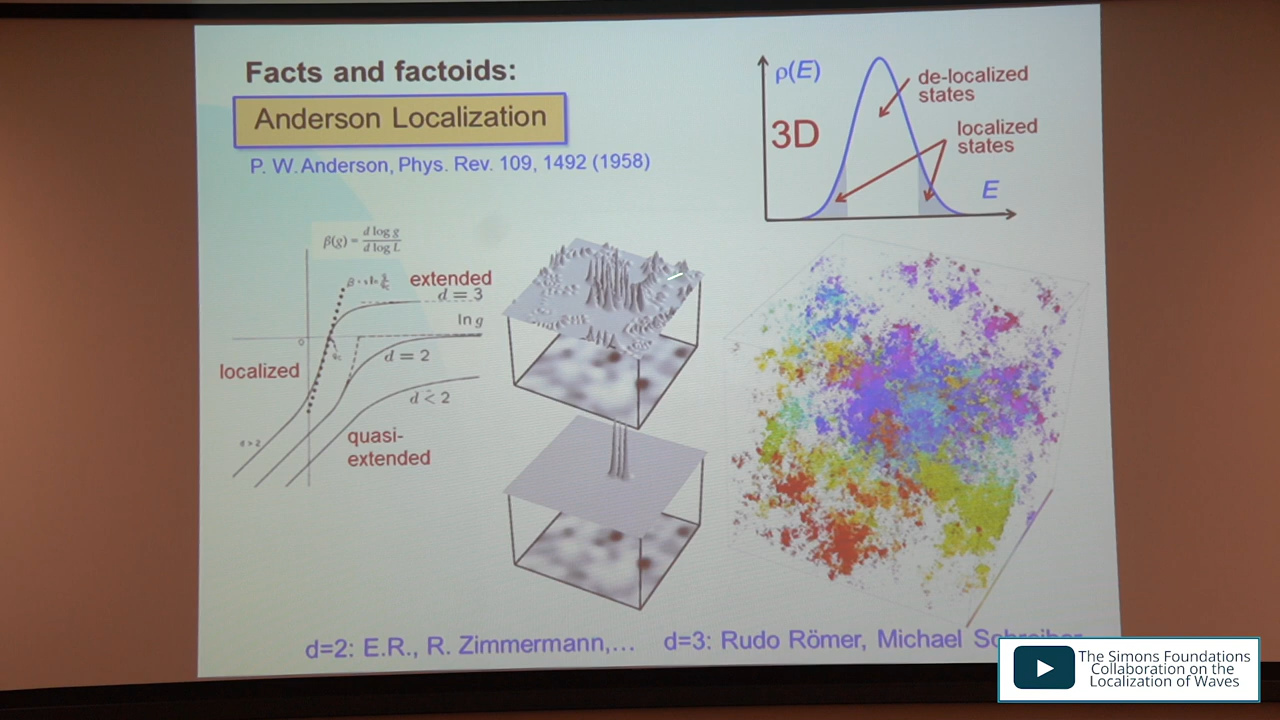 Facts and factoids:
Anderson Localization
P. W. Anderson, Phys. Rev. 109, 1492 (1958)
ρ(E)
3D
de-localized
states
localized
states
E
β(g) = d log g / d log L
extended
d = 3
ln g
0
localized
d = 2
d < 2
d > 2
quasi-
extended
d=2: E.R., R. Zimmermann,...
d=3: Rudo Römer, Michael Schreiber
The Simons Foundations
Collaboration on the
Localization of Waves